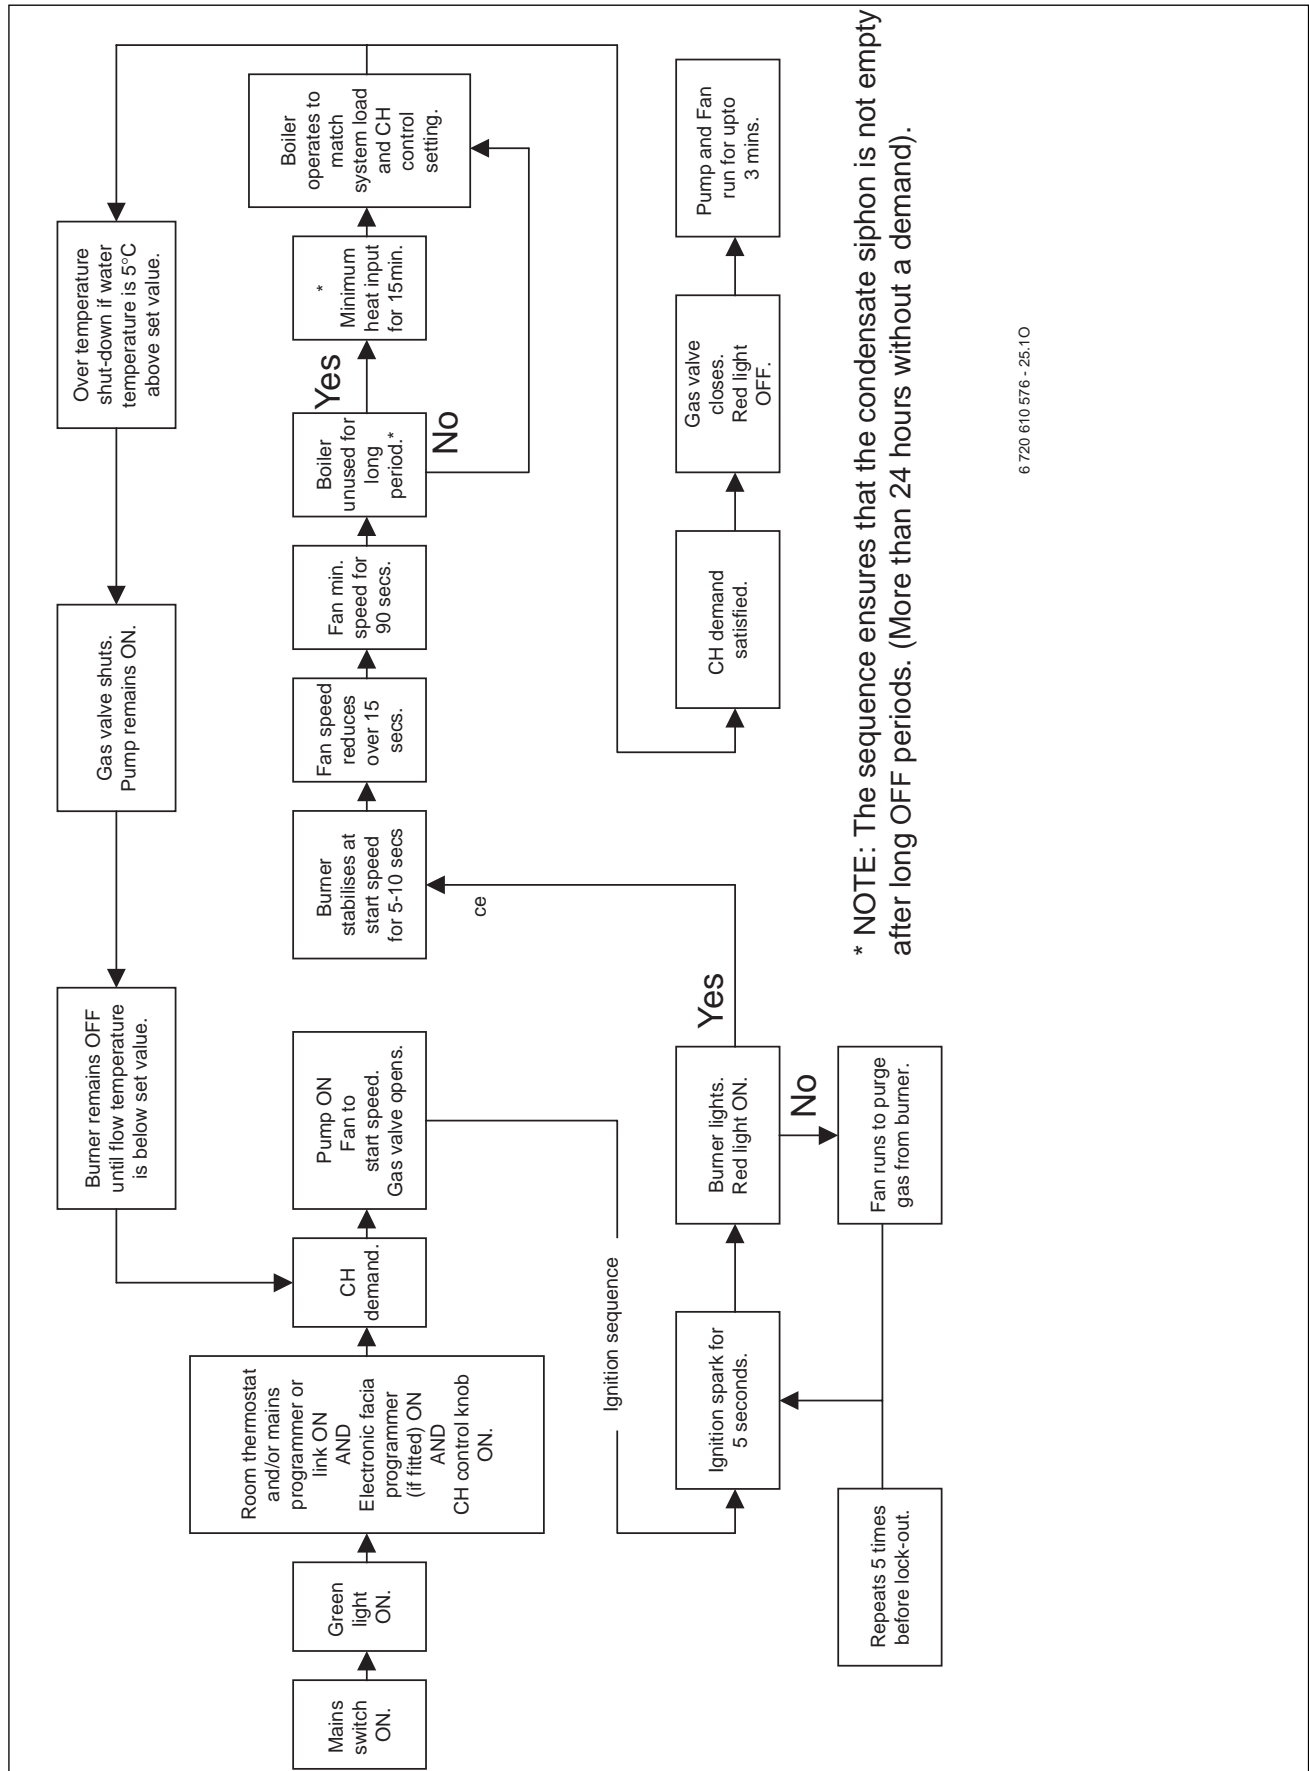 Over temperature
shut-down if water
temperature is 5°C
above set value.
Gas valve shuts.
Pump remains ON.
Burner remains OFF
until flow temperature
is below set value.
Mains
switch
ON.
Green
light
ON.
Room thermostat
and/or mains
programmer or
link ON
AND
Electronic facia
programmer
(if fitted) ON
AND
CH control knob
ON.
CH
demand.
Pump ON
Fan to
start speed.
Gas valve opens.
Ignition sequence
Burner
stabilises at
start speed
for 5-10 secs
ce
Fan speed
reduces
over 15
secs.
Fan min.
speed for
90 secs.
Boiler
unused for
long
period.*
Yes
No
*
Minimum
heat input
for 15min.
Boiler
operates to
match
system load
and CH
control
setting.
Ignition spark for
5 seconds.
Burner lights.
Red light ON.
Yes
No
Fan runs to purge
gas from burner.
Repeats 5 times
before lock-out.
CH demand
satisfied.
Gas valve
closes.
Red light
OFF.
Pump and Fan
run for upto
3 mins.
* NOTE: The sequence ensures that the condensate siphon is not empty
after long OFF periods. (More than 24 hours without a demand).
6 720 610 576 - 25.1O